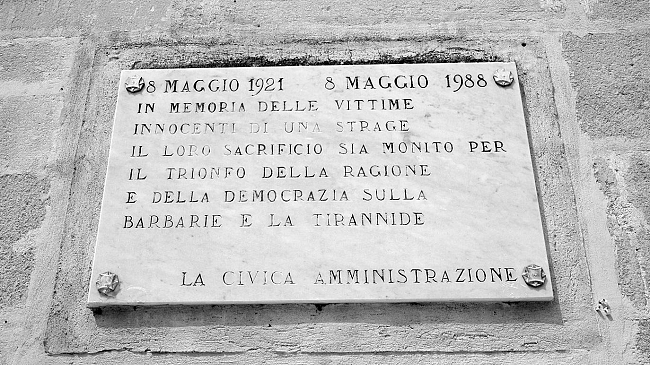 8 MAGGIO 1921 8 MAGGIO 1988
IN MEMORIA DELLE VITTIME
INNOCENTI DI UNA STRAGE
IL LORO SACRIFICIO SIA MONITO PER
IL TRIONFO DELLA RAGIONE
E DELLA DEMOCRAZIA SULLA
BARBARIE E LA TIRANNIDE
LA CIVICA AMMINISTRAZIONE